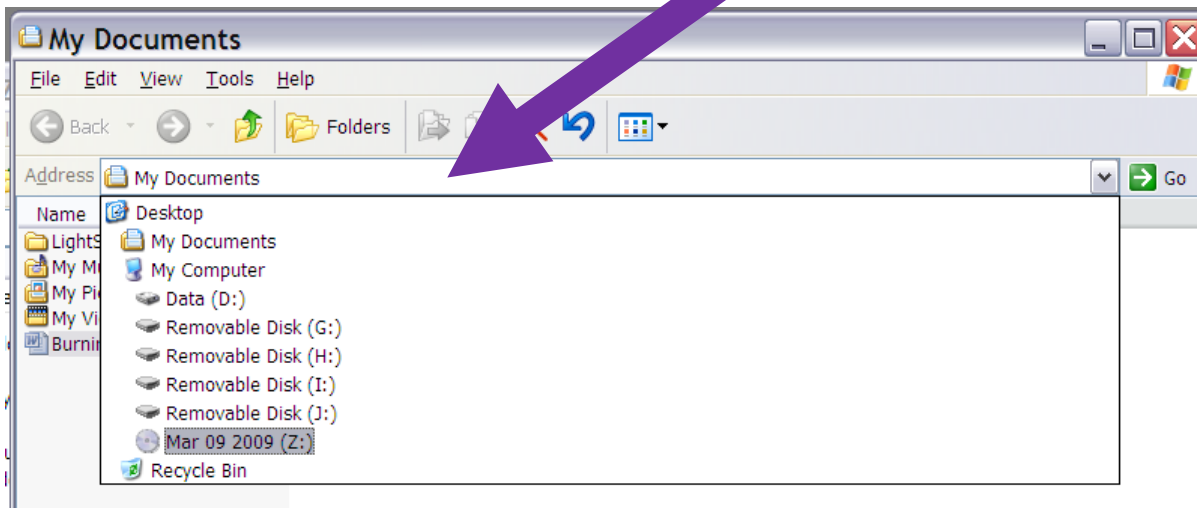 My Documents
File Edit View Tools Help
Back Folders
Address My Documents Go
Name Desktop
My Documents
My Computer
Data (D:)
Removable Disk (G:)
Removable Disk (H:)
Removable Disk (I:)
Removable Disk (J:)
Mar 09 2009 (Z:)
Recycle Bin